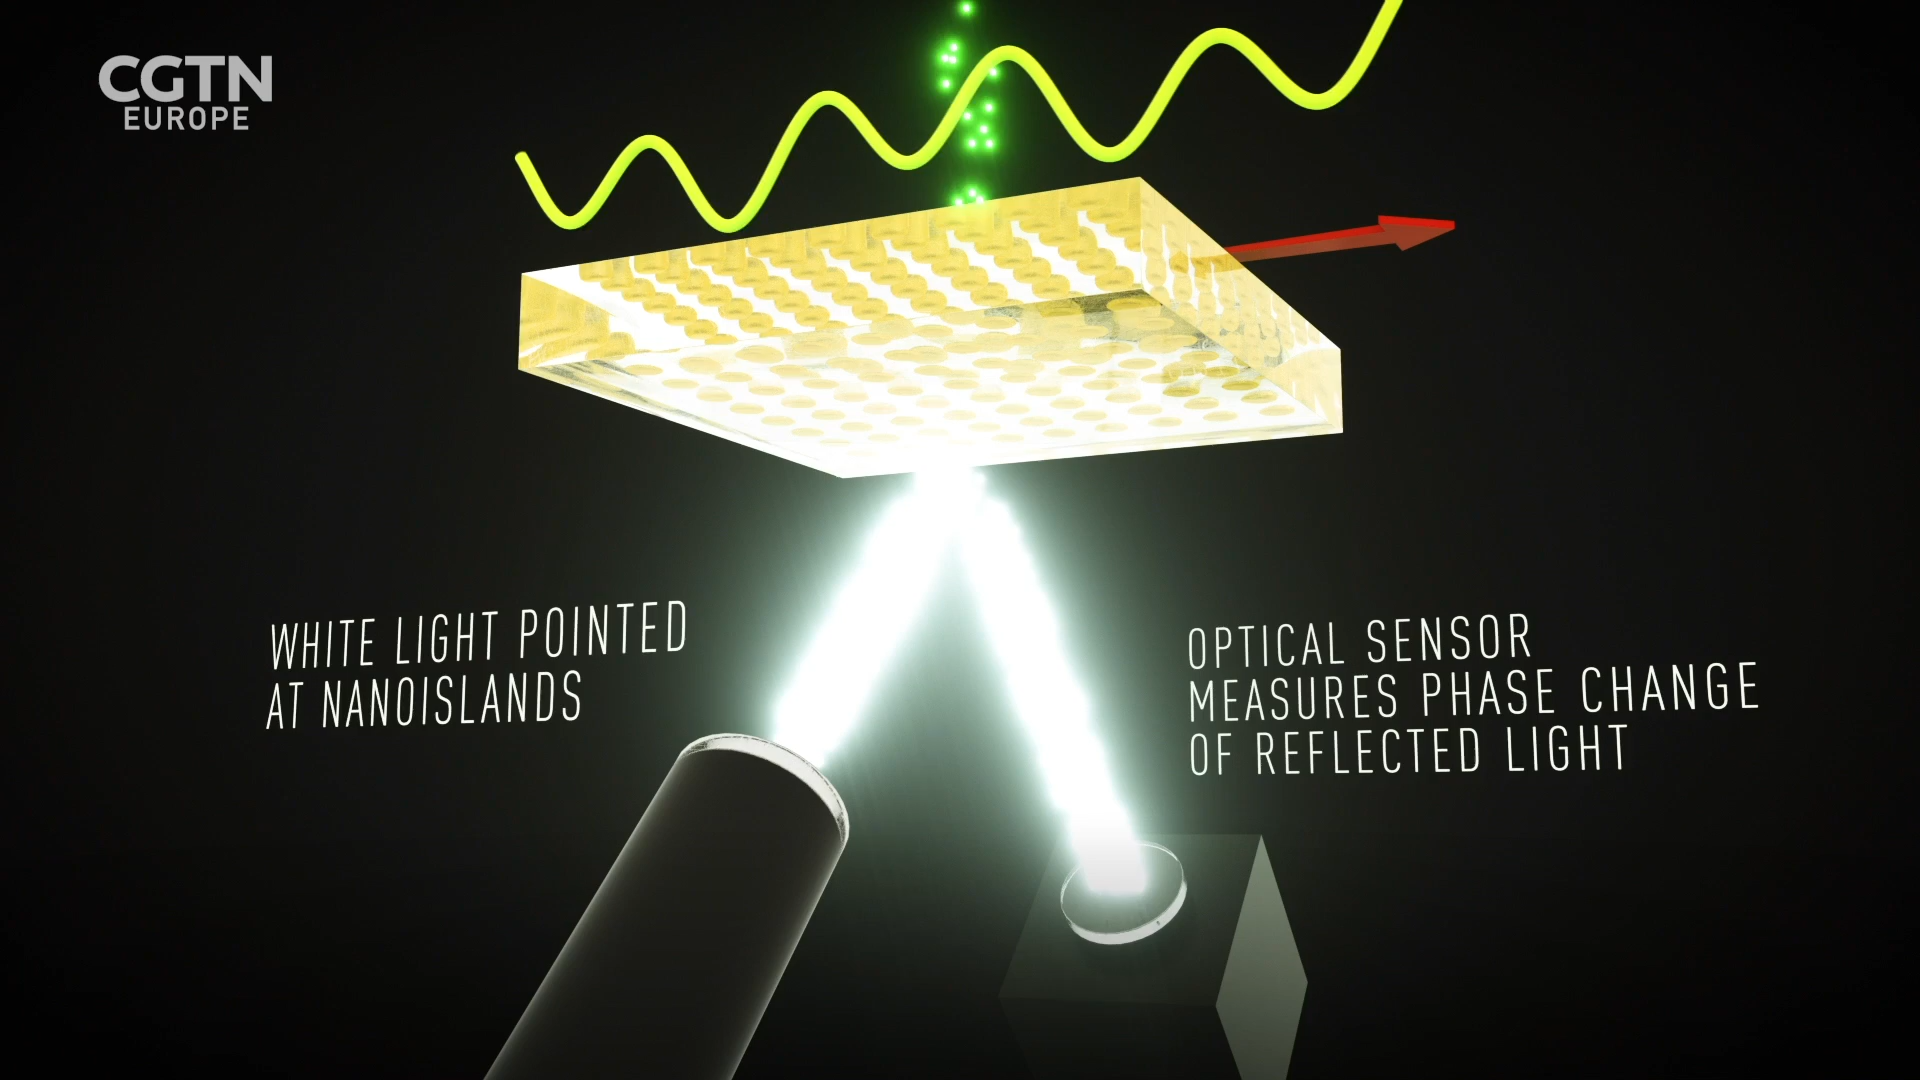 CGTN
EUROPE
WHITE LIGHT POINTED
AT NANOISLANDS
OPTICAL SENSOR
MEASURES PHASE CHANGE
OF REFLECTED LIGHT